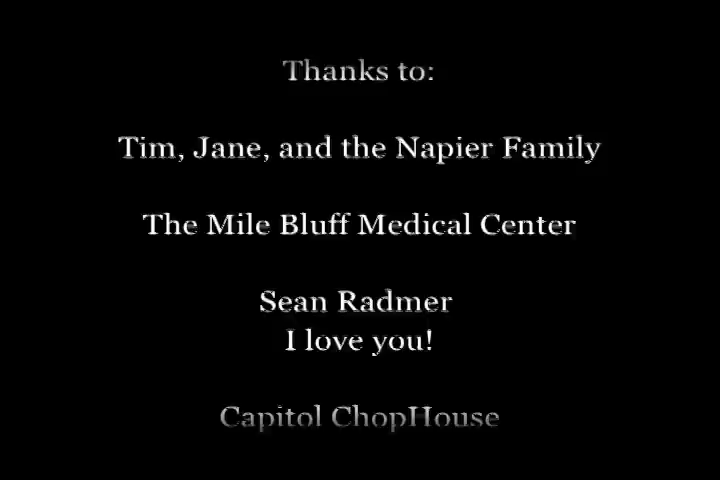 Thanks to:
Tim, Jane, and the Napier Family
The Mile Bluff Medical Center
Sean Radmer
I love you!
Capitol ChopHouse